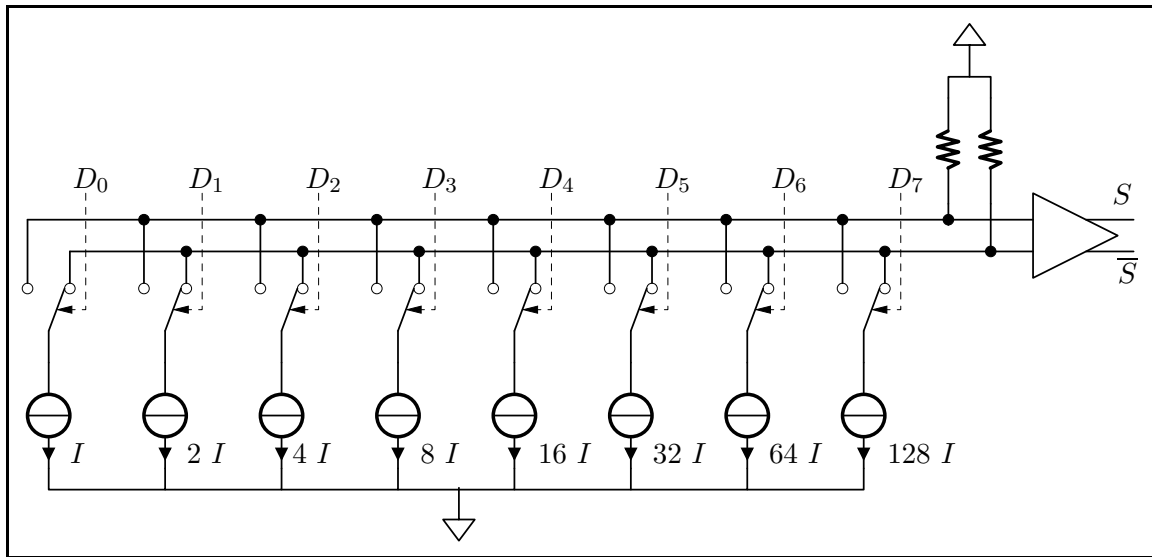 D₀ D₁ D₂ D₃ D₄ D₅ D₆ D₇
S
S̅
I 2 I 4 I 8 I 16 I 32 I 64 I 128 I